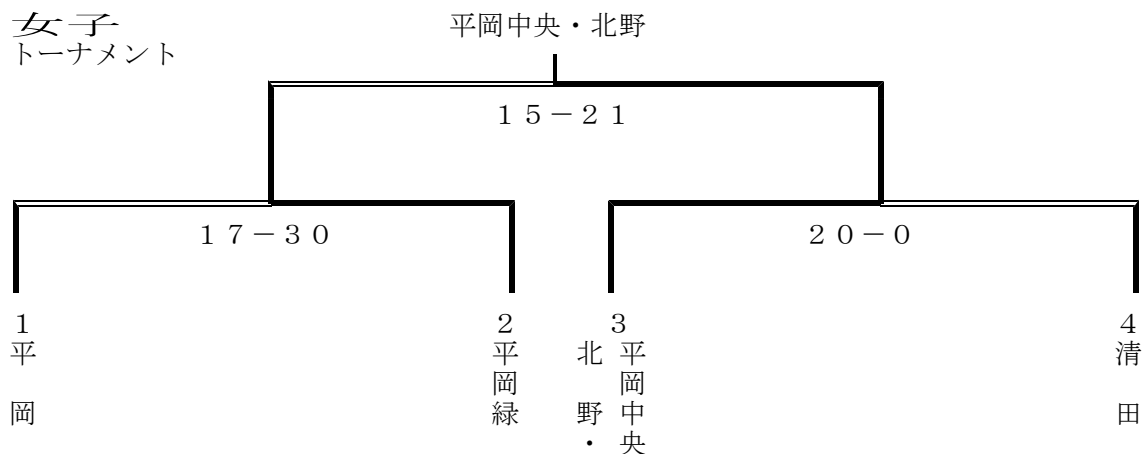 女子
トーナメント
平岡中央・北野
１５－２１
１７－３０
２０－０
１
平岡
２
平岡緑
３
平岡中央
北野・
４
清田